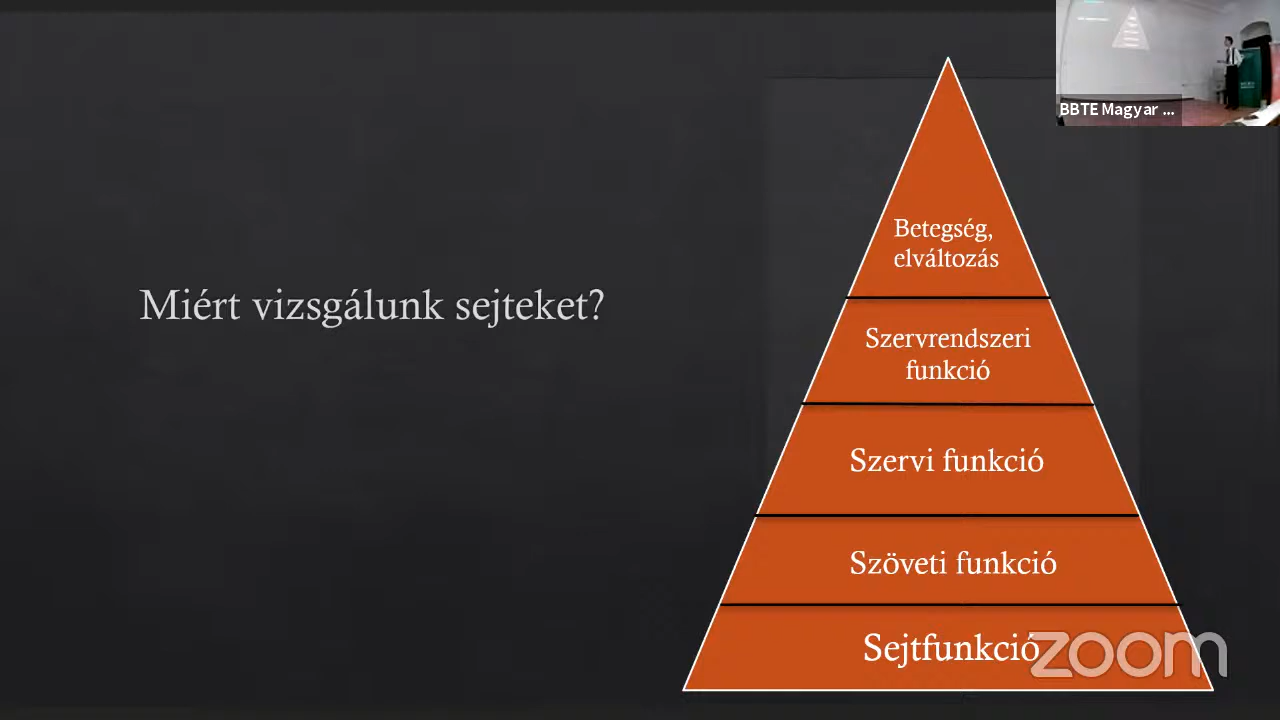 BBTE Magyar ...
Miért vizsgálunk sejteket?
Betegség,
elváltozás
Szervrendszeri
funkció
Szervi funkció
Szöveti funkció
Sejtfunkció
zoom